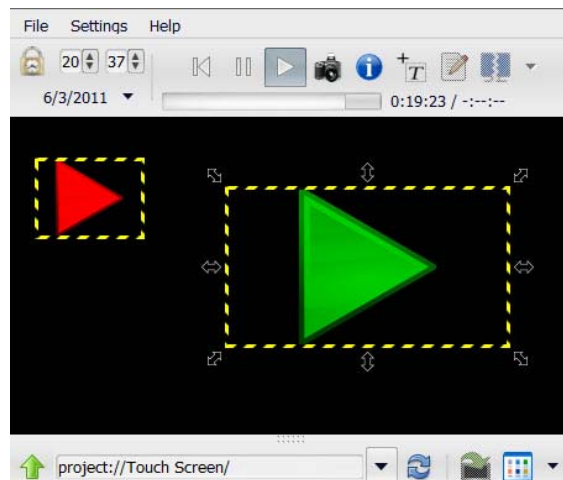 File Settings Help
20 37
T
6/3/2011
0:19:23 / -:--:--
project://Touch Screen/